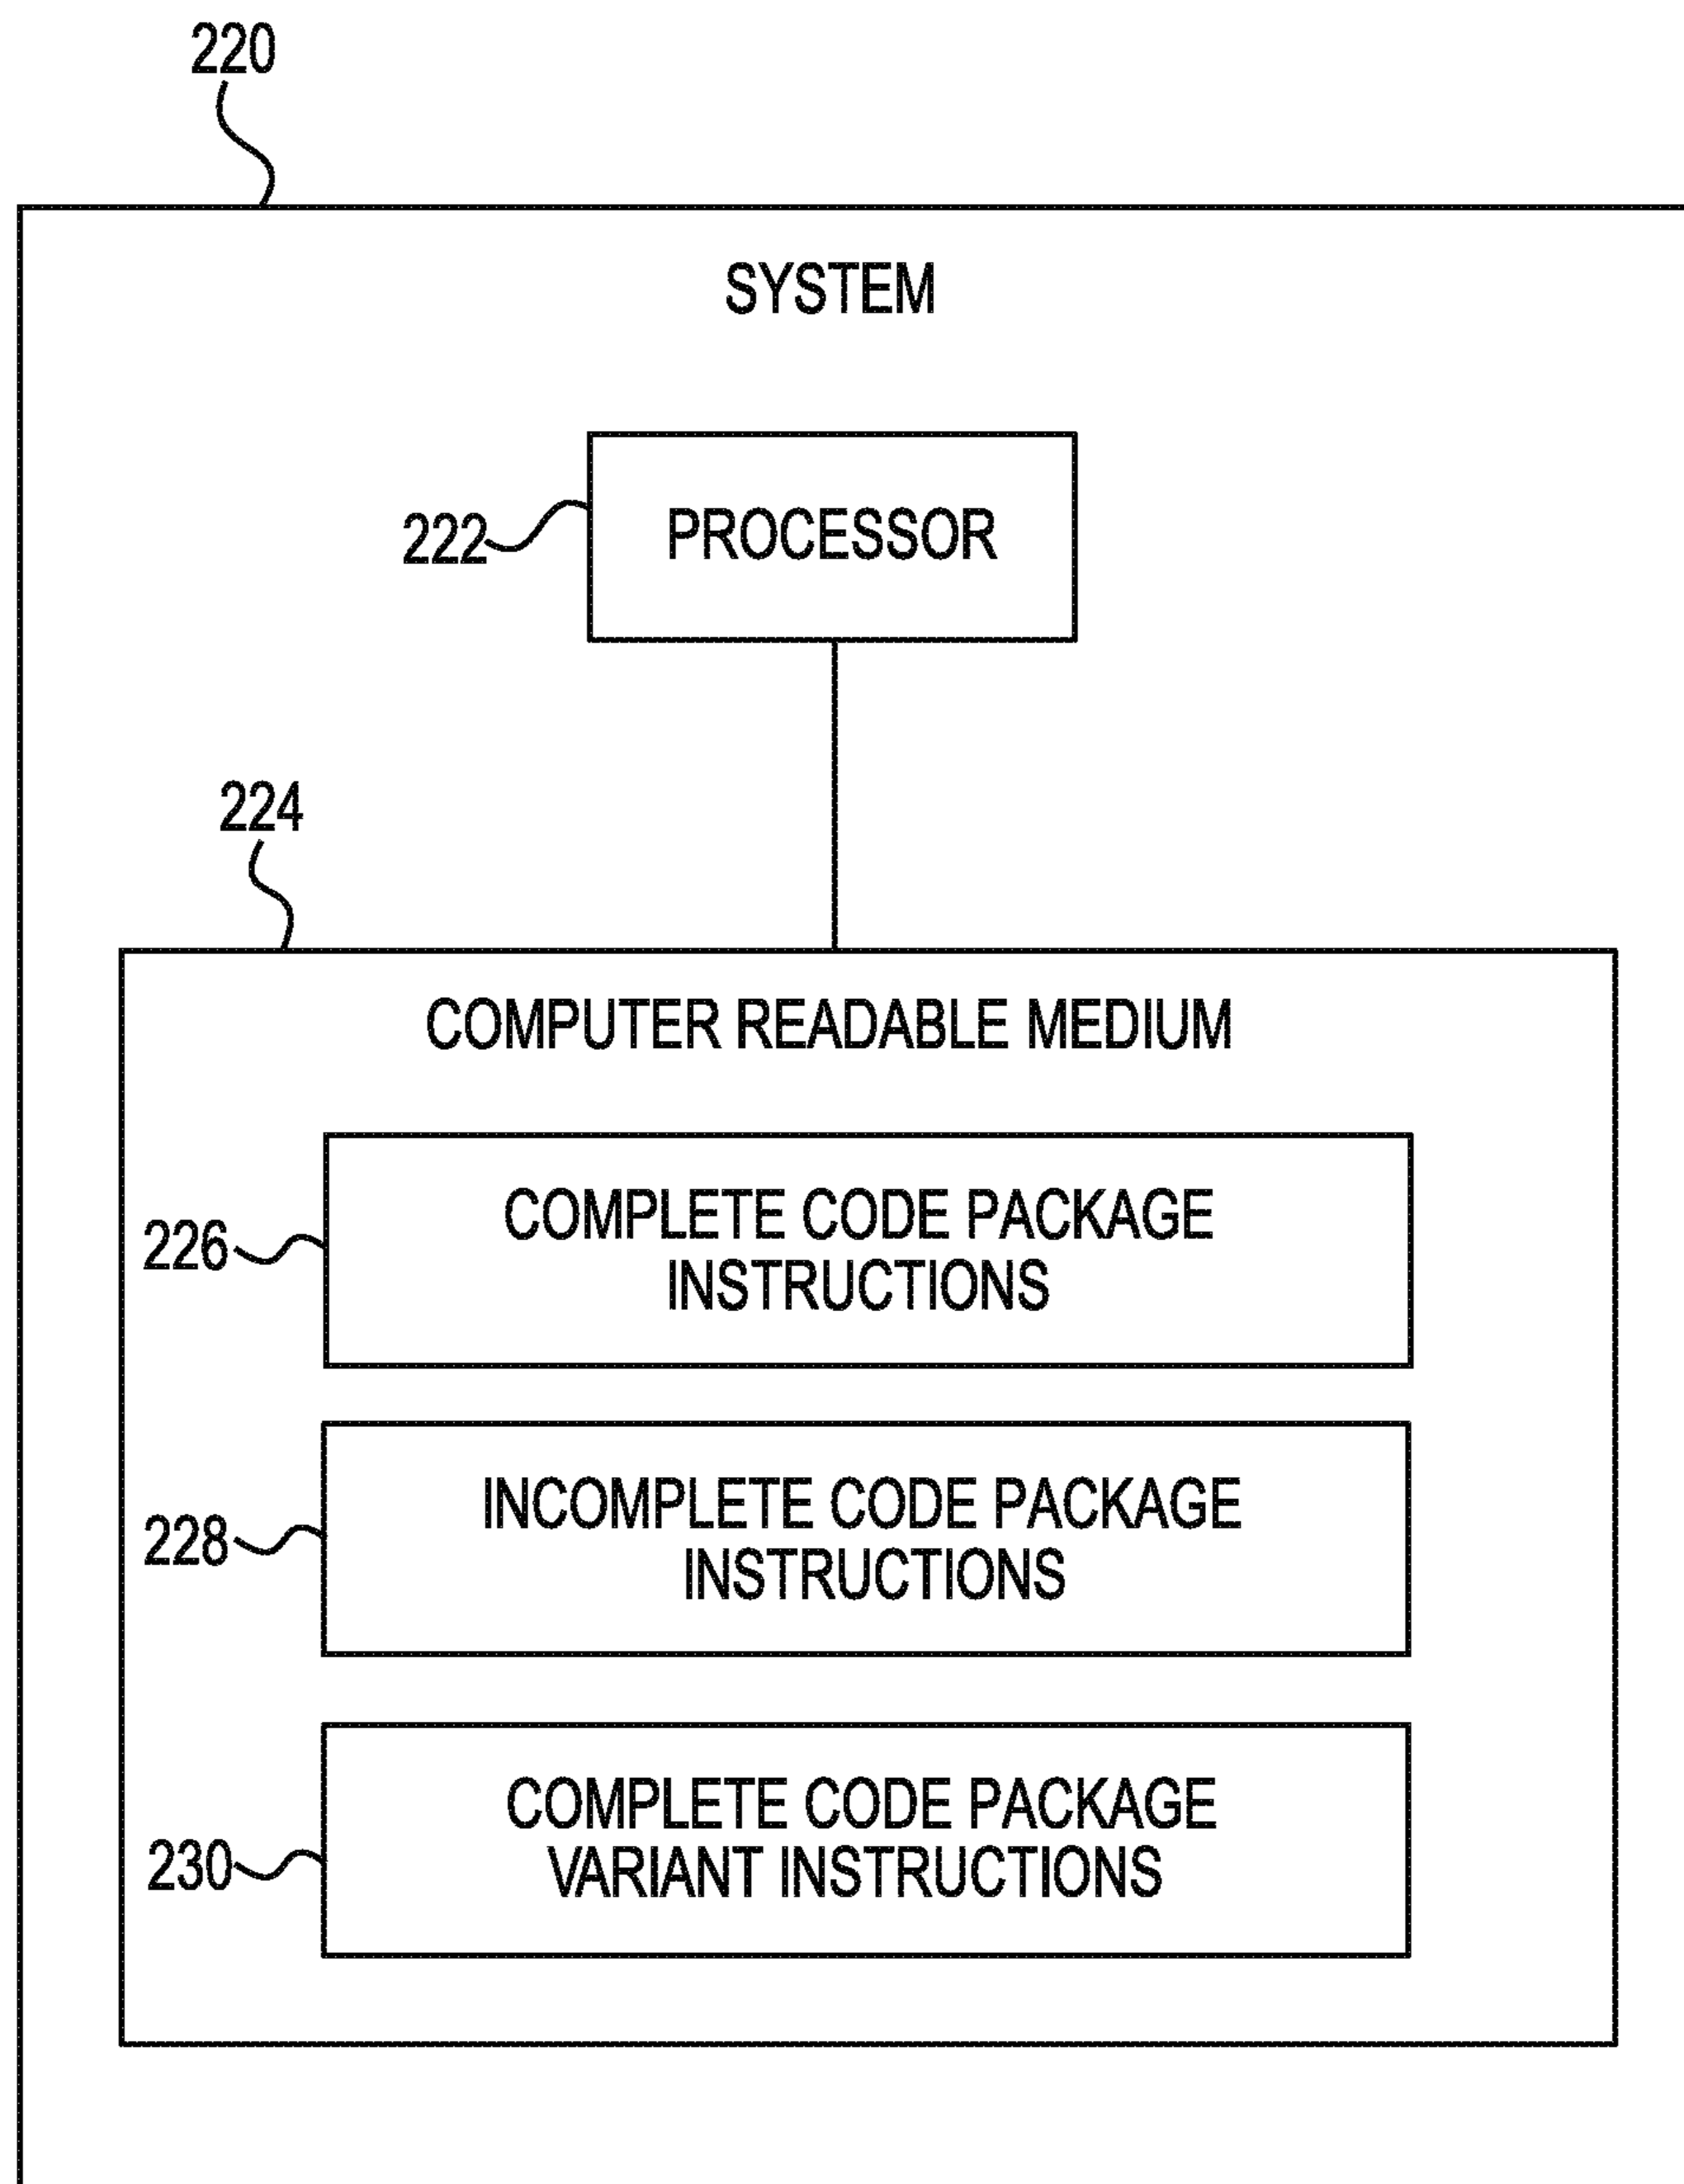 220
SYSTEM
222
PROCESSOR
224
COMPUTER READABLE MEDIUM
226
COMPLETE CODE PACKAGE
INSTRUCTIONS
228
INCOMPLETE CODE PACKAGE
INSTRUCTIONS
230
COMPLETE CODE PACKAGE
VARIANT INSTRUCTIONS